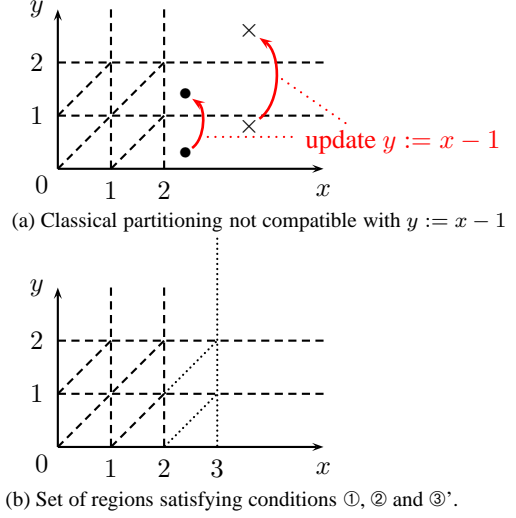 y
2
1
0
1
2
x
update y := x − 1
(a) Classical partitioning not compatible with y := x − 1
y
2
1
0
1
2
3
x
(b) Set of regions satisfying conditions ①, ② and ③’.